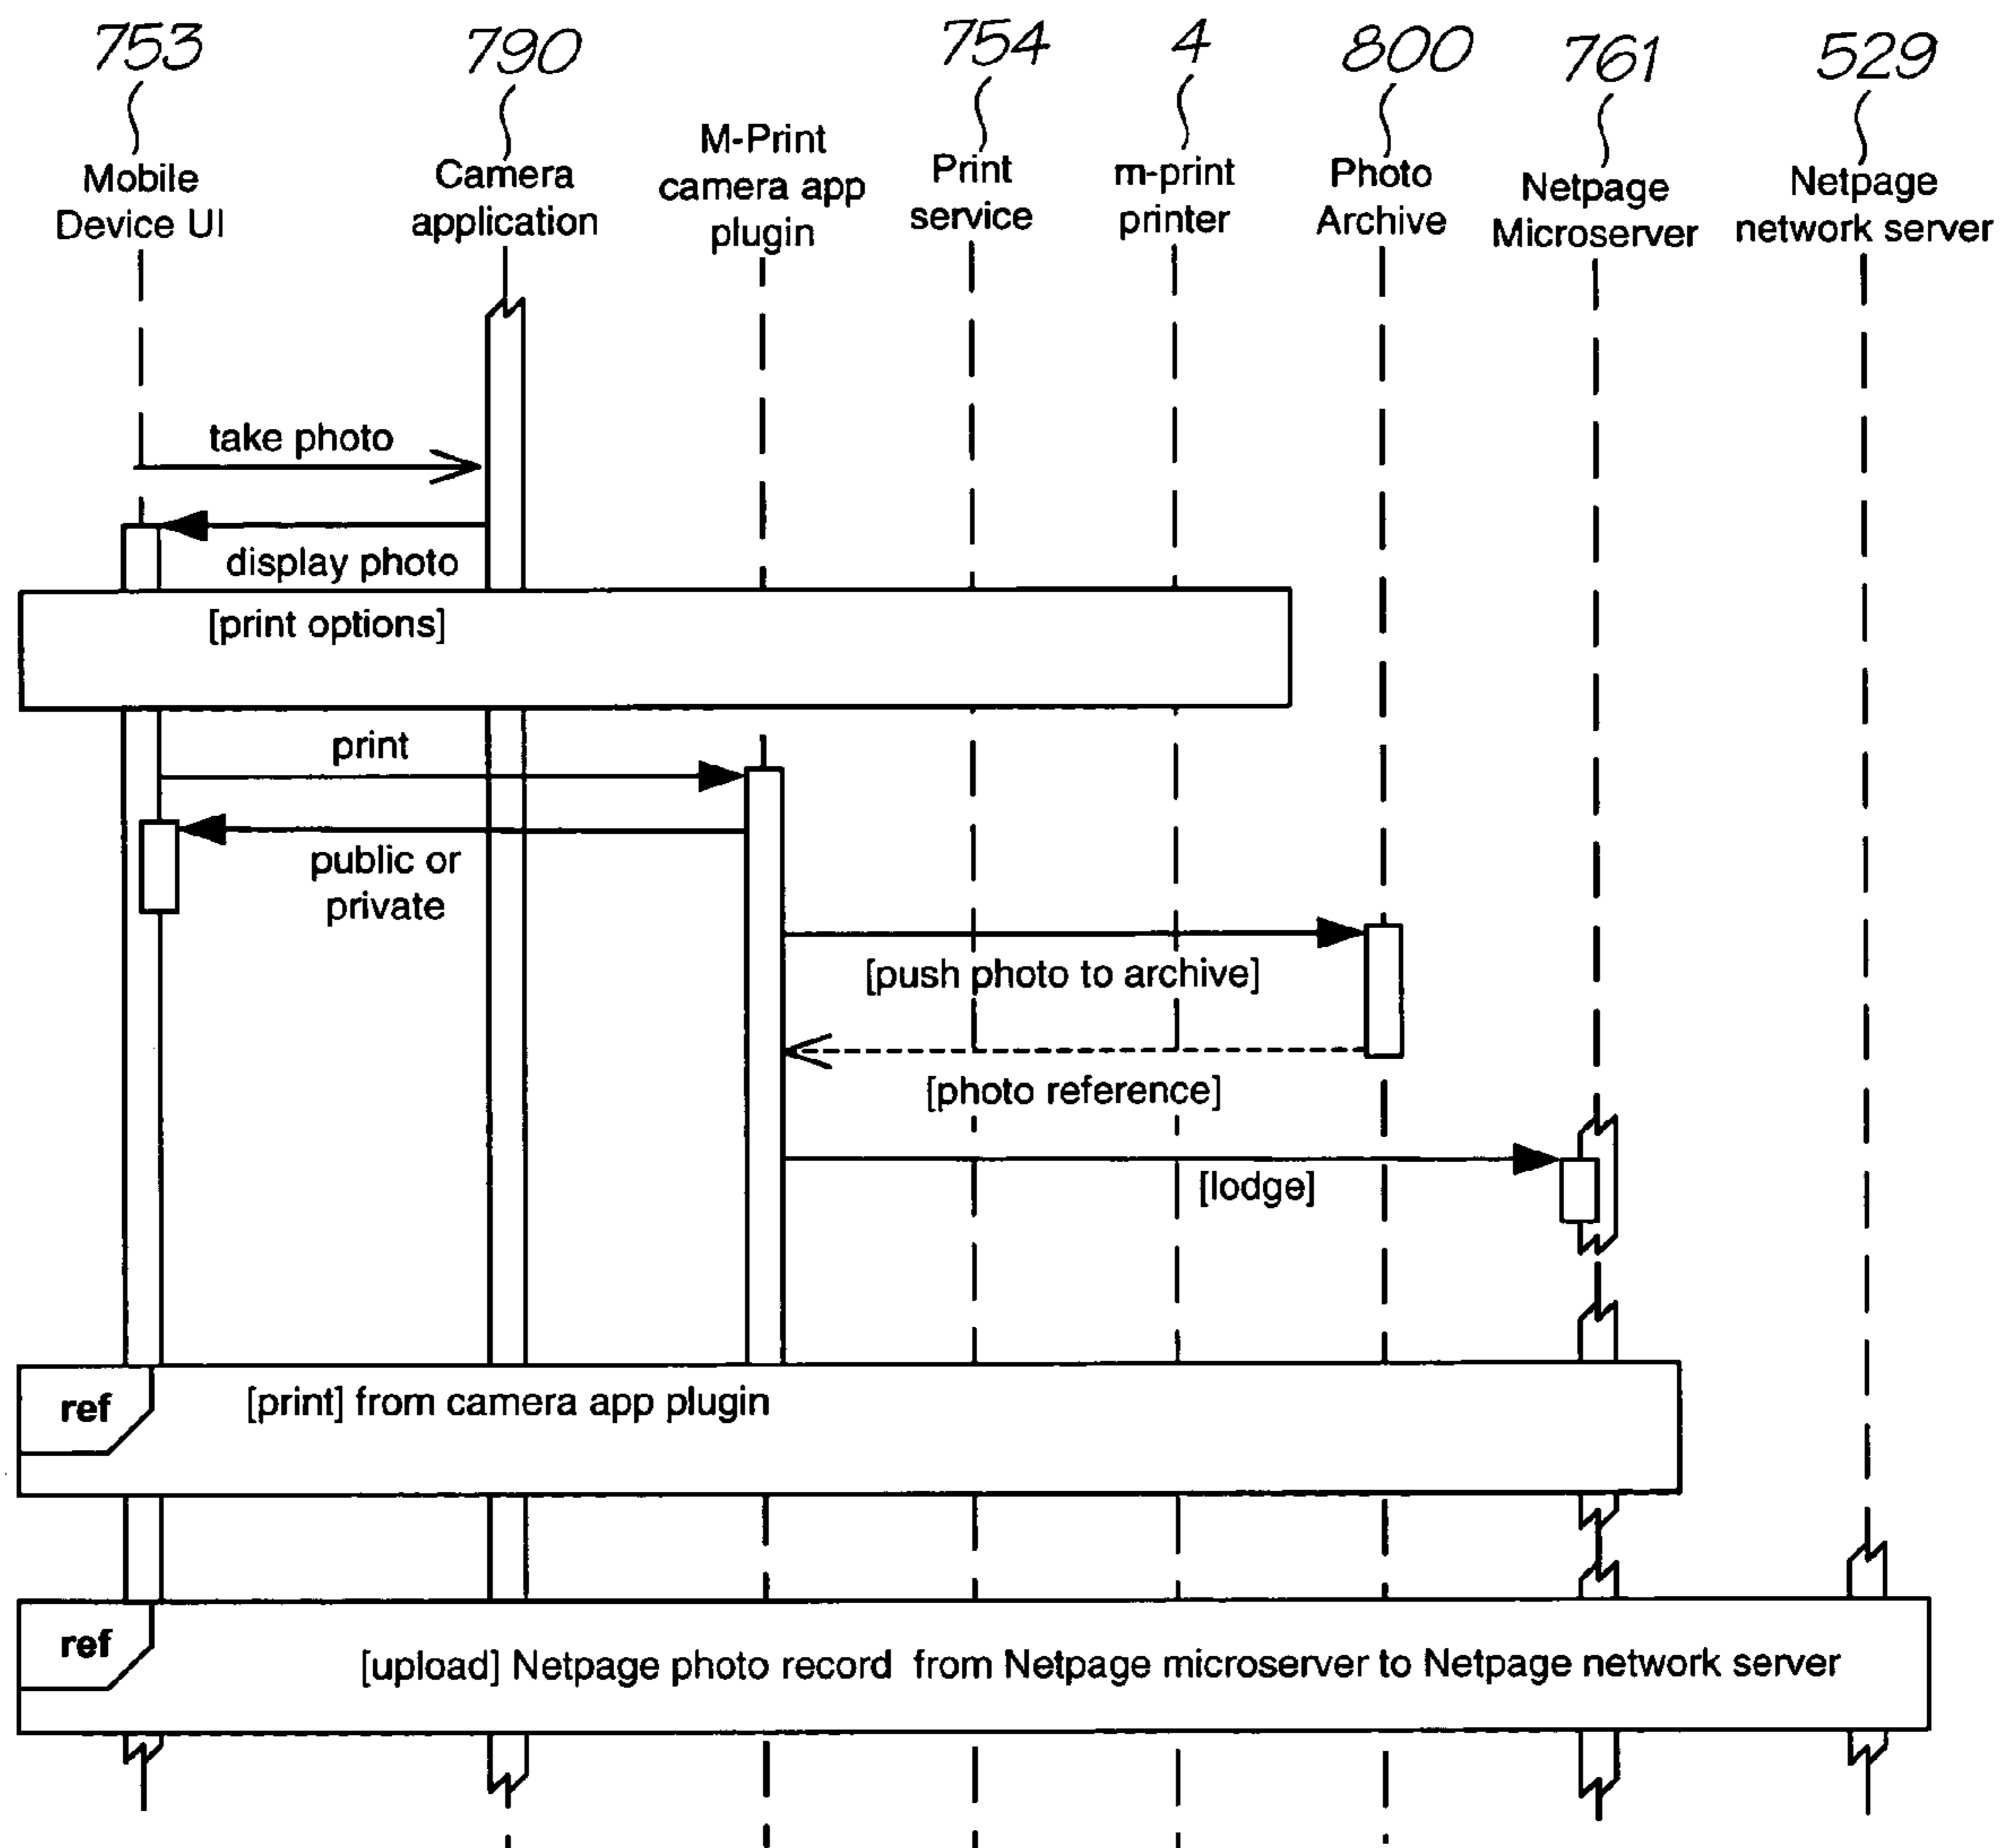 753
790
754
4
800
761
529
Mobile
Device UI
Camera
application
M-Print
camera app
plugin
Print
service
m-print
printer
Photo
Archive
Netpage
Microserver
Netpage
network server
take photo
display photo
[print options]
print
public or
private
[push photo to archive]
[photo reference]
[lodge]
ref
[print] from camera app plugin
ref
[upload] Netpage photo record from Netpage microserver to Netpage network server